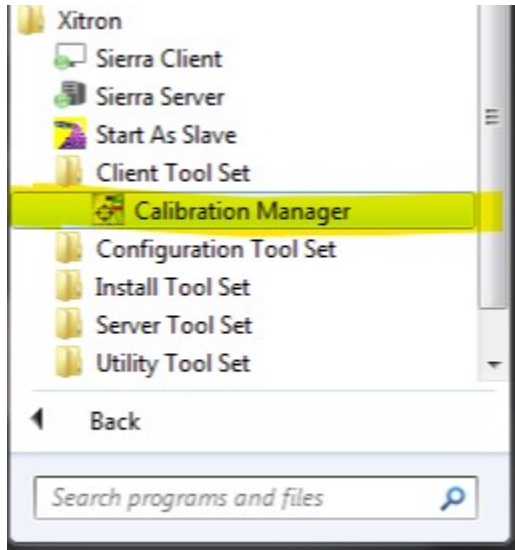 Xitron
Sierra Client
Sierra Server
Start As Slave
Client Tool Set
Calibration Manager
Configuration Tool Set
Install Tool Set
Server Tool Set
Utility Tool Set
Back
Search programs and files